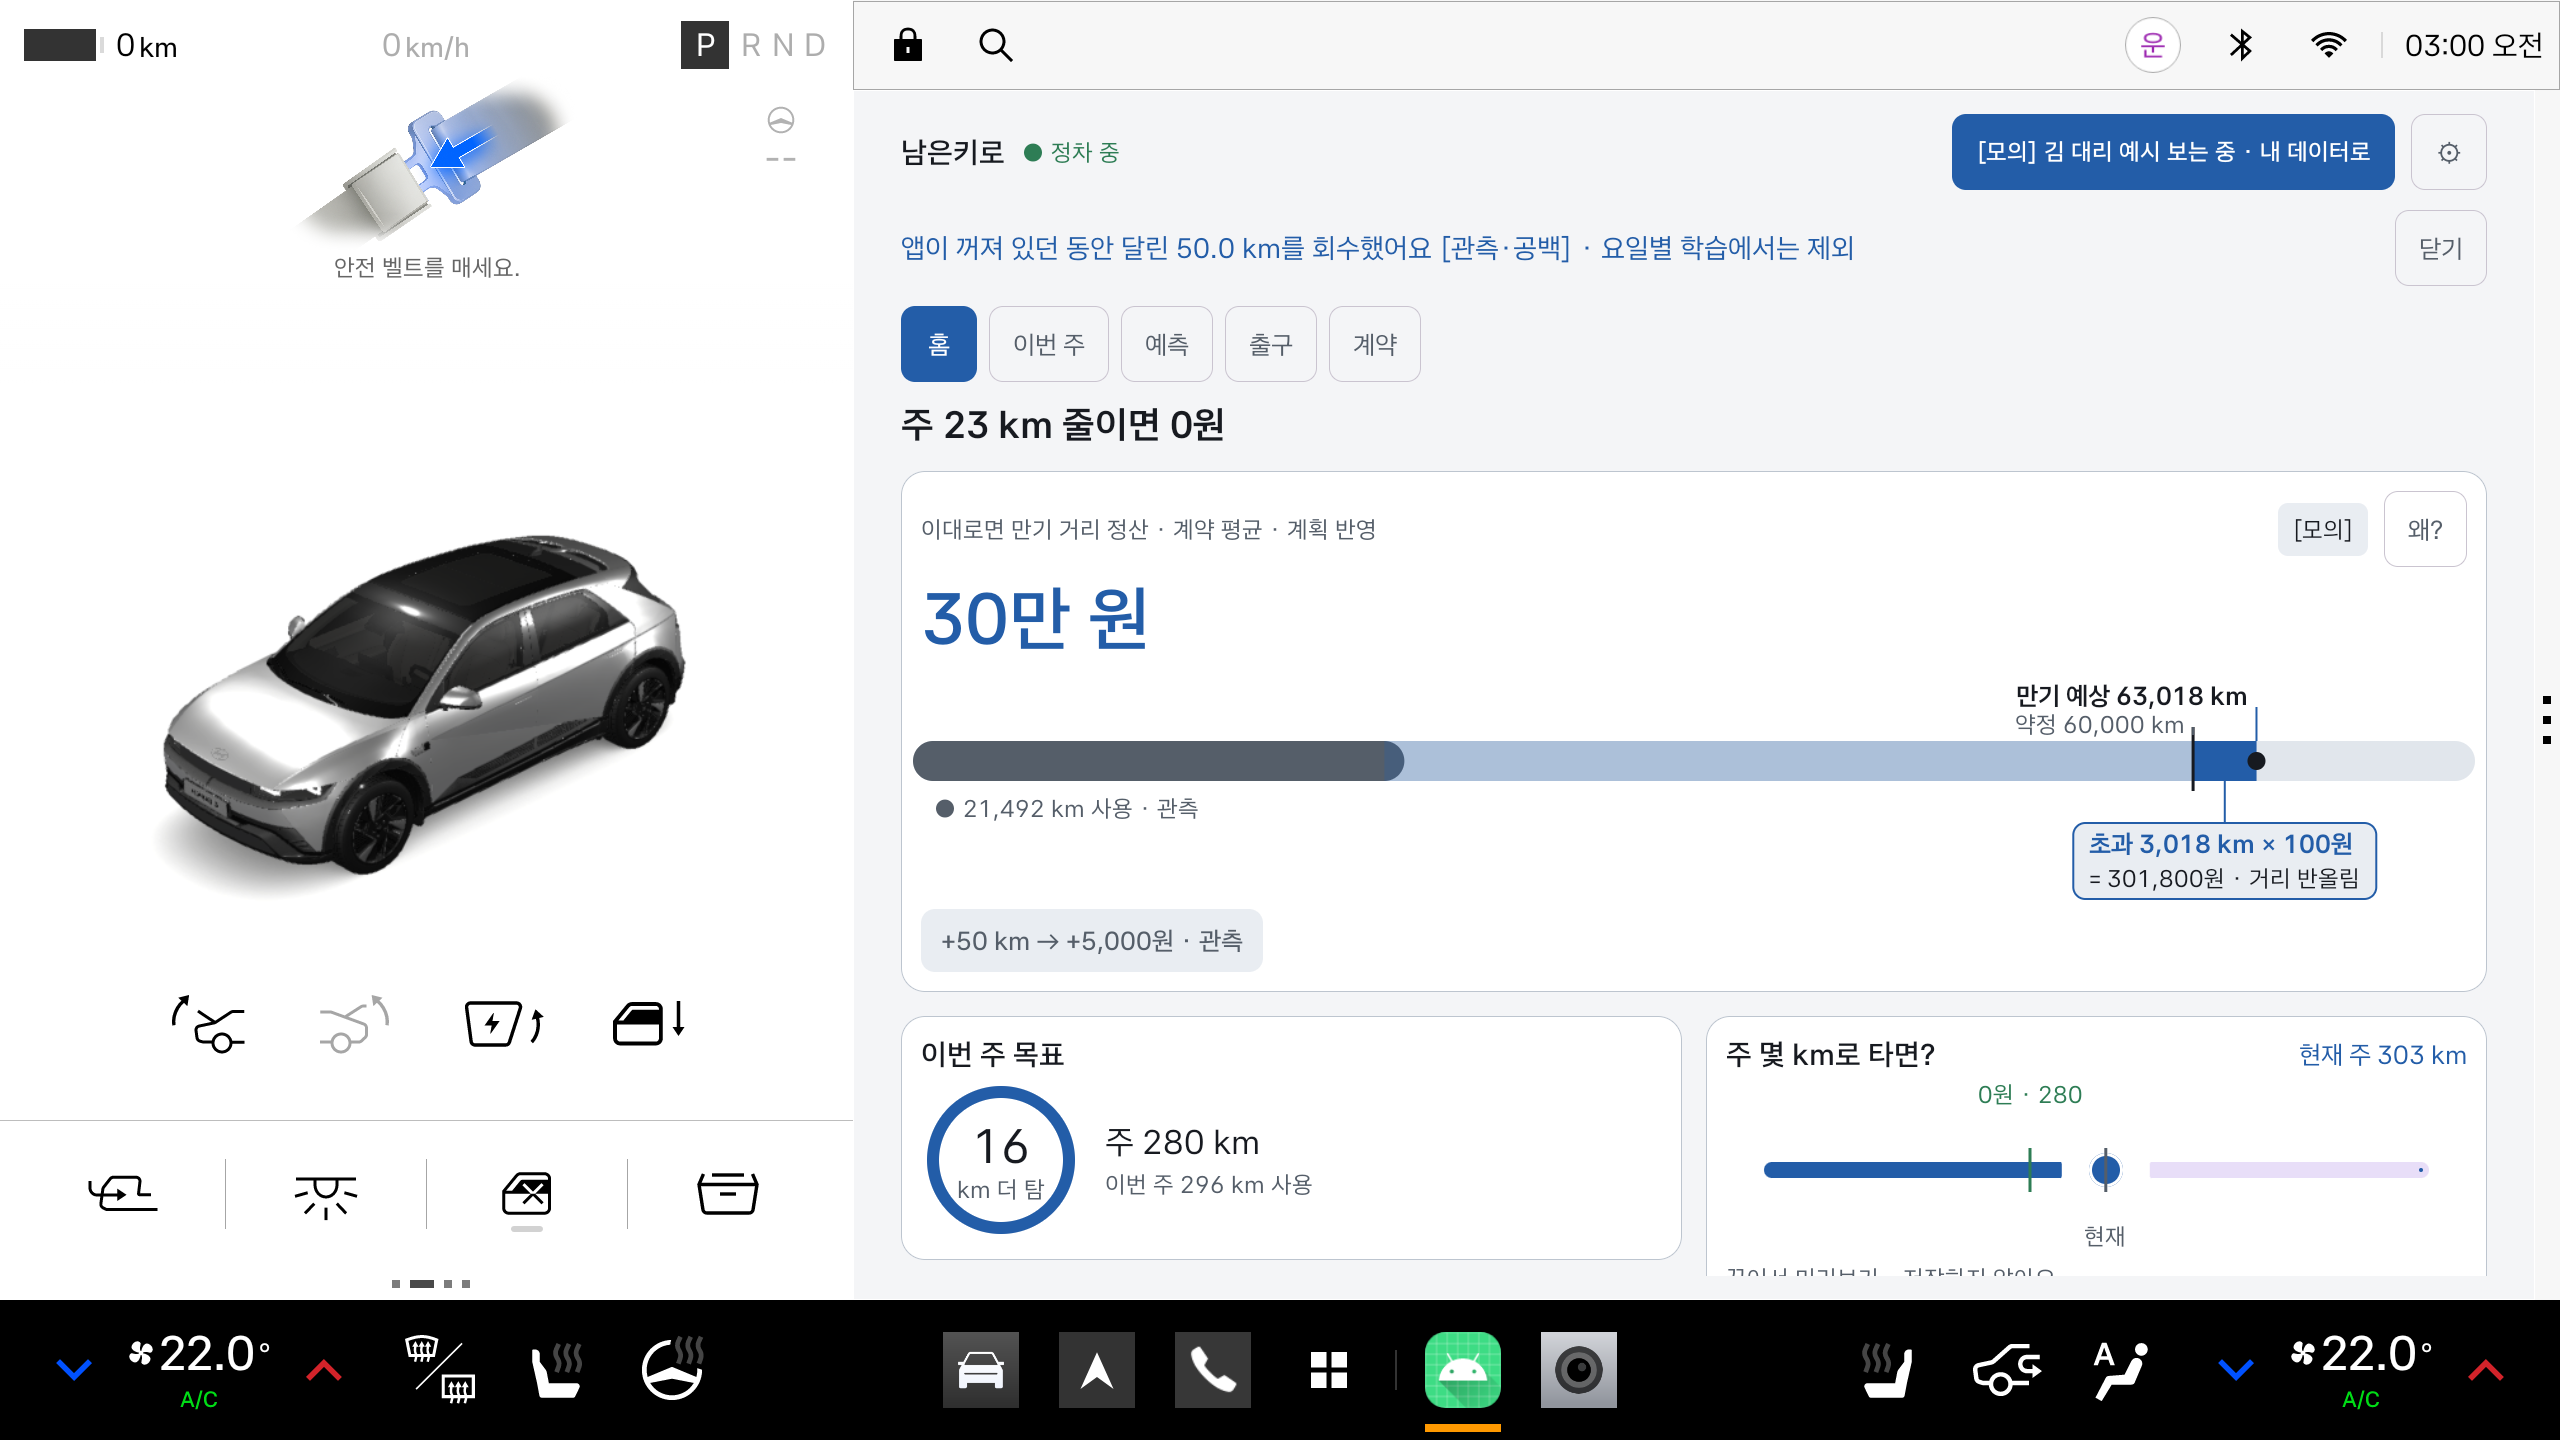 0 km
0 km/h
P R N D
안전 벨트를 매세요.
운
03:00 오전
남은키로
정차 중
[모의] 김 대리 예시 보는 중 · 내 데이터로
앱이 꺼져 있던 동안 달린 50.0 km를 회수했어요 [관측·공백] · 요일별 학습에서는 제외
닫기
홈
이번 주
예측
출구
계약
주 23 km 줄이면 0원
이대로면 만기 거리 정산 · 계약 평균 · 계획 반영
[모의]
왜?
30만 원
만기 예상 63,018 km
약정 60,000 km
21,492 km 사용 · 관측
초과 3,018 km × 100원
= 301,800원 · 거리 반올림
+50 km → +5,000원 · 관측
이번 주 목표
16
km 더 탐
주 280 km
이번 주 296 km 사용
주 몇 km로 타면?
현재 주 303 km
0원 · 280
현재
22.0°
A/C
A
22.0°
A/C